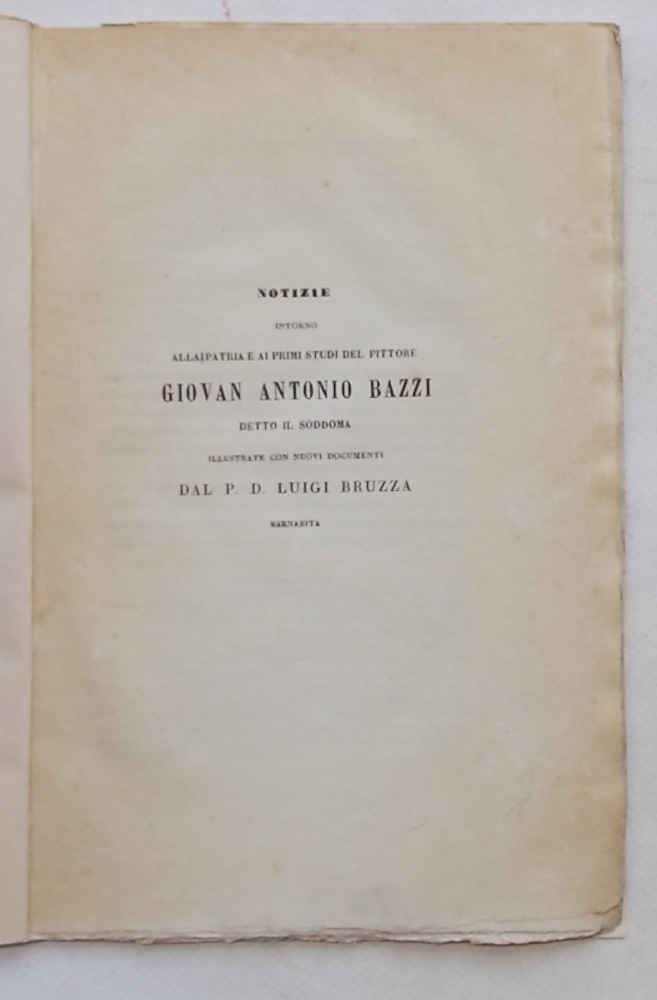 NOTIZIE
INTORNO
ALLA PATRIA E AI PRIMI STUDI DEL PITTORE
GIOVAN ANTONIO BAZZI
DETTO IL SODDOMA
ILLUSTRATE CON NUOVI DOCUMENTI
DAL P. D. LUIGI BRUZZA
BARNABITA